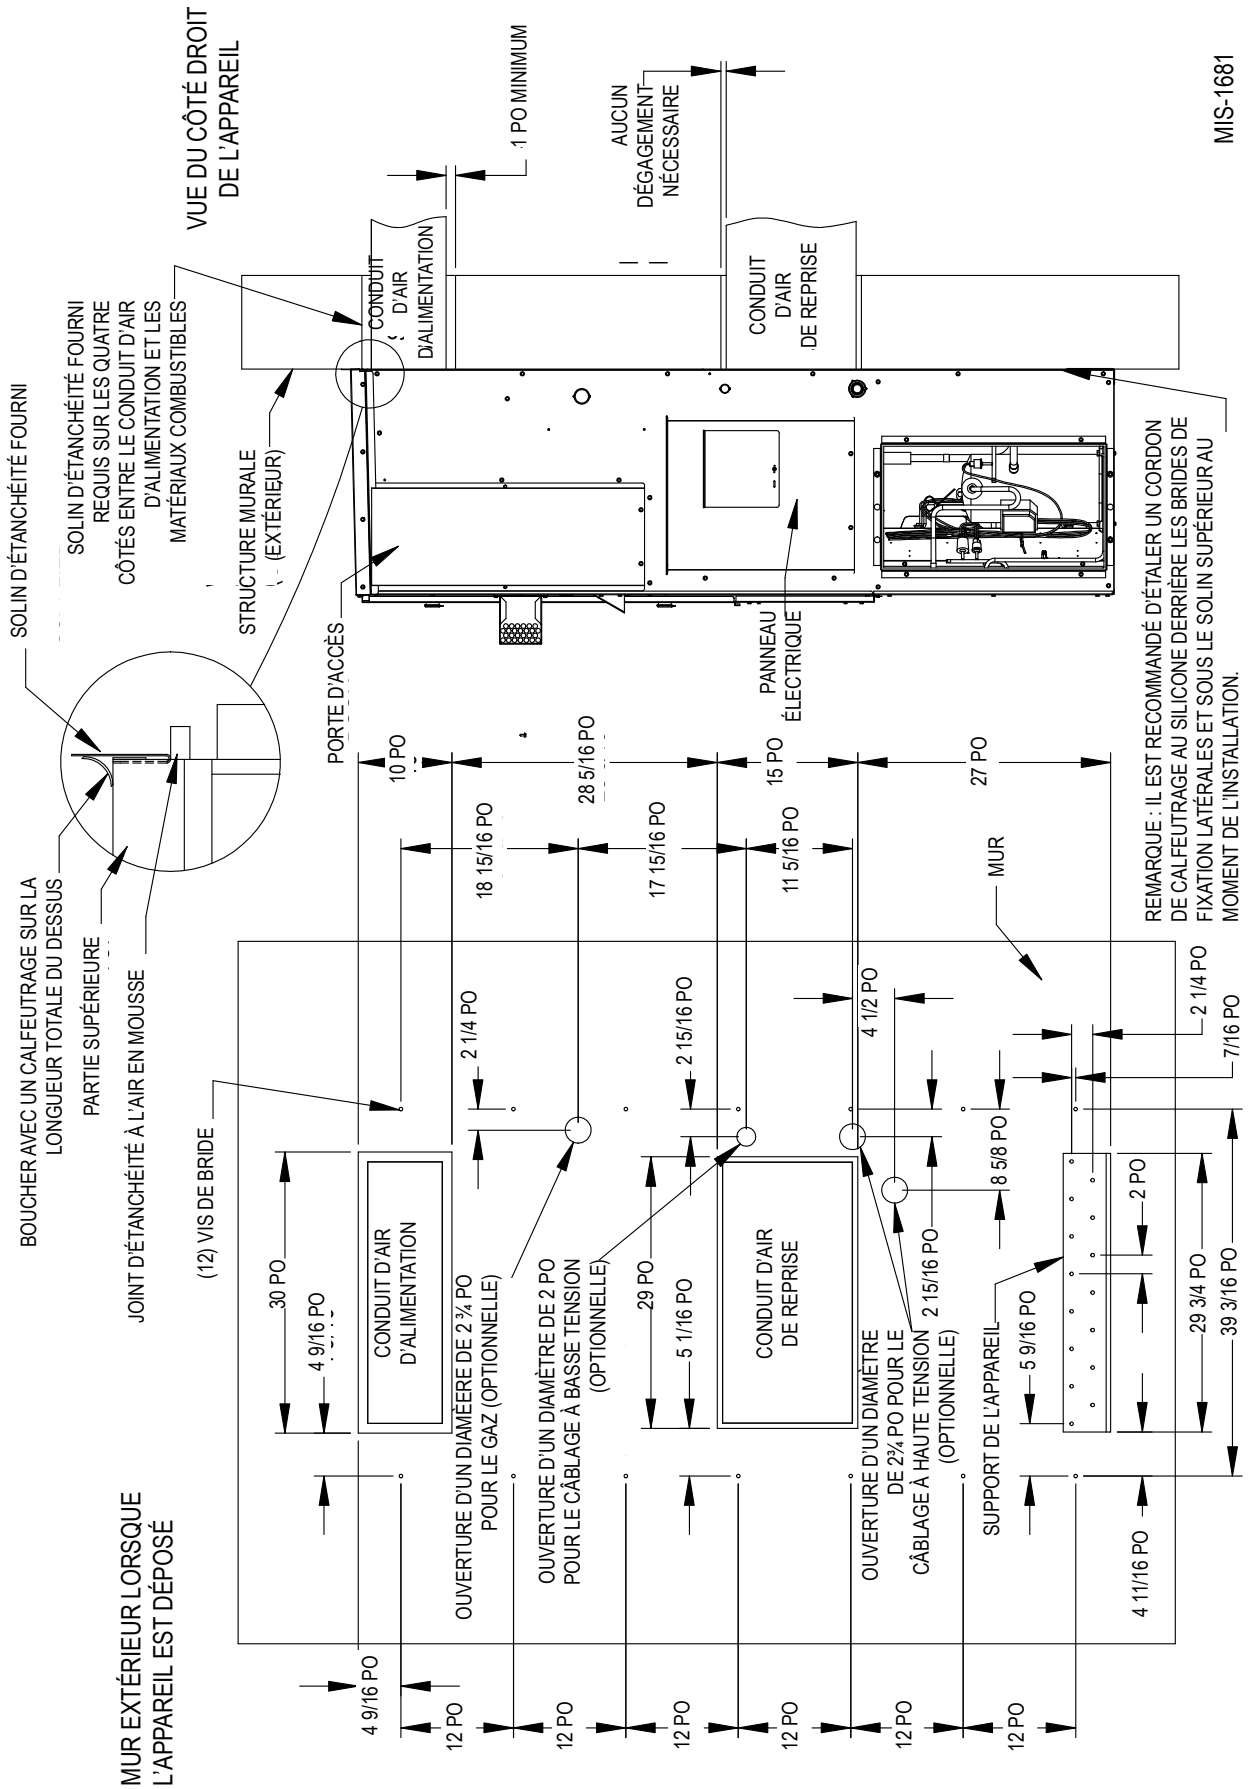 MUR EXTÉRIEUR LORSQUE
L'APPAREIL EST DÉPOSÉ
BOUCHER AVEC UN CALFEUTRAGE SUR LA
LONGUEUR TOTALE DU DESSUS
PARTIE SUPÉRIEURE
JOINT D'ÉTANCHÉITÉ À L'AIR EN MOUSSE
(12) VIS DE BRIDE
SOLIN D'ÉTANCHÉITÉ FOURNI
SOLIN D'ÉTANCHÉITÉ FOURNI
REQUIS SUR LES QUATRE
CÔTÉS ENTRE LE CONDUIT D'AIR
D'ALIMENTATION ET LES
MATÉRIAUX COMBUSTIBLES
VUE DU CÔTÉ DROIT
DE L'APPAREIL
STRUCTURE MURALE
(EXTÉRIEUR)
PORTE D'ACCÈS
CONDUIT
D'AIR
D'ALIMENTATION
1 PO MINIMUM
AUCUN
DÉGAGEMENT
NÉCESSAIRE
CONDUIT
D'AIR
DE REPRISE
PANNEAU
ÉLECTRIQUE
30 PO
4 9/16 PO
4 9/16 PO
CONDUIT D'AIR
D'ALIMENTATION
10 PO
28 5/16 PO
15 PO
27 PO
18 15/16 PO
17 15/16 PO
11 5/16 PO
2 1/4 PO
2 15/16 PO
4 1/2 PO
MUR
OUVERTURE D'UN DIAMÈERE DE 2 ¾ PO
POUR LE GAZ (OPTIONNELLE)
OUVERTURE D'UN DIAMÈTRE DE 2 PO
POUR LE CÂBLAGE À BASSE TENSION
(OPTIONNELLE)
29 PO
5 1/16 PO
CONDUIT D'AIR
DE REPRISE
OUVERTURE D'UN DIAMÈTRE
DE 2¾ PO POUR LE
CÂBLAGE À HAUTE TENSION
(OPTIONNELLE)
2 15/16 PO
8 5/8 PO
SUPPORT DE L'APPAREIL
5 9/16 PO
2 PO
2 1/4 PO
7/16 PO
29 3/4 PO
39 3/16 PO
4 11/16 PO
12 PO
12 PO
12 PO
12 PO
12 PO
12 PO
REMARQUE : IL EST RECOMMANDÉ D'ÉTALER UN CORDON
DE CALFEUTRAGE AU SILICONE DERRIÈRE LES BRIDES DE
FIXATION LATÉRALES ET SOUS LE SOLIN SUPÉRIEUR AU
MOMENT DE L'INSTALLATION.
MIS-1681